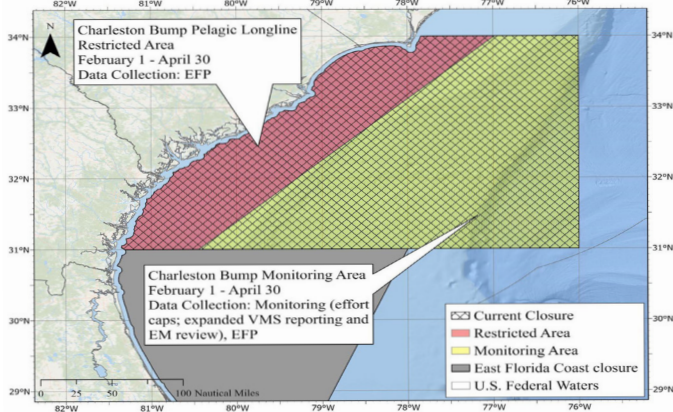 82°W 81°W 80°W 79°W 78°W 77°W 76°W
N
34°N 34°N
33°N 33°N
32°N 32°N
31°N 31°N
30°N 30°N
29°N 29°N
Charleston Bump Pelagic Longline
Restricted Area
February 1 - April 30
Data Collection: EFP
Charleston Bump Monitoring Area
February 1 - April 30
Data Collection: Monitoring (effort
caps; expanded VMS reporting and
EM review), EFP
Current Closure
Restricted Area
Monitoring Area
East Florida Coast closure
U.S. Federal Waters
0 25 50 100 Nautical Miles
82°W 81°W 80°W 79°W 78°W 77°W 76°W